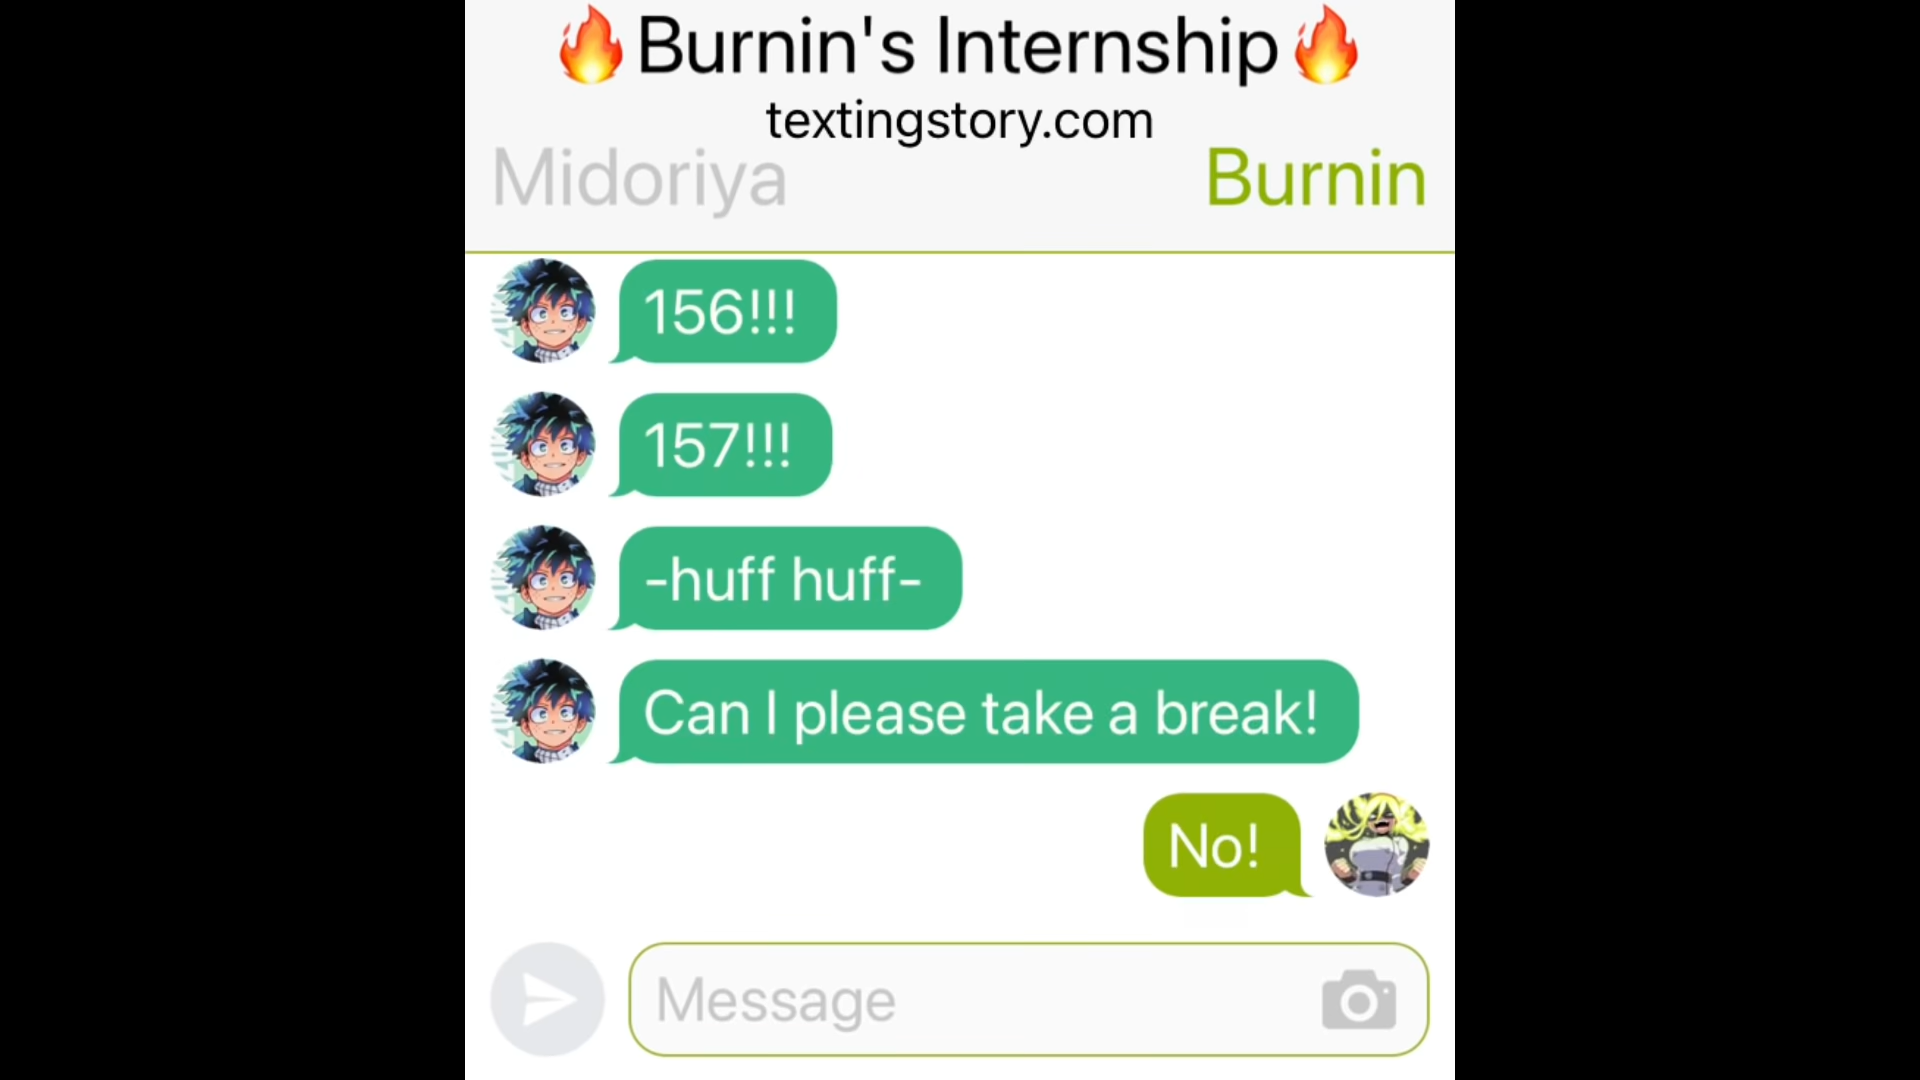 🔥Burnin's Internship🔥
textingstory.com
Midoriya
Burnin
156!!!
157!!!
-huff huff-
Can I please take a break!
No!
Message